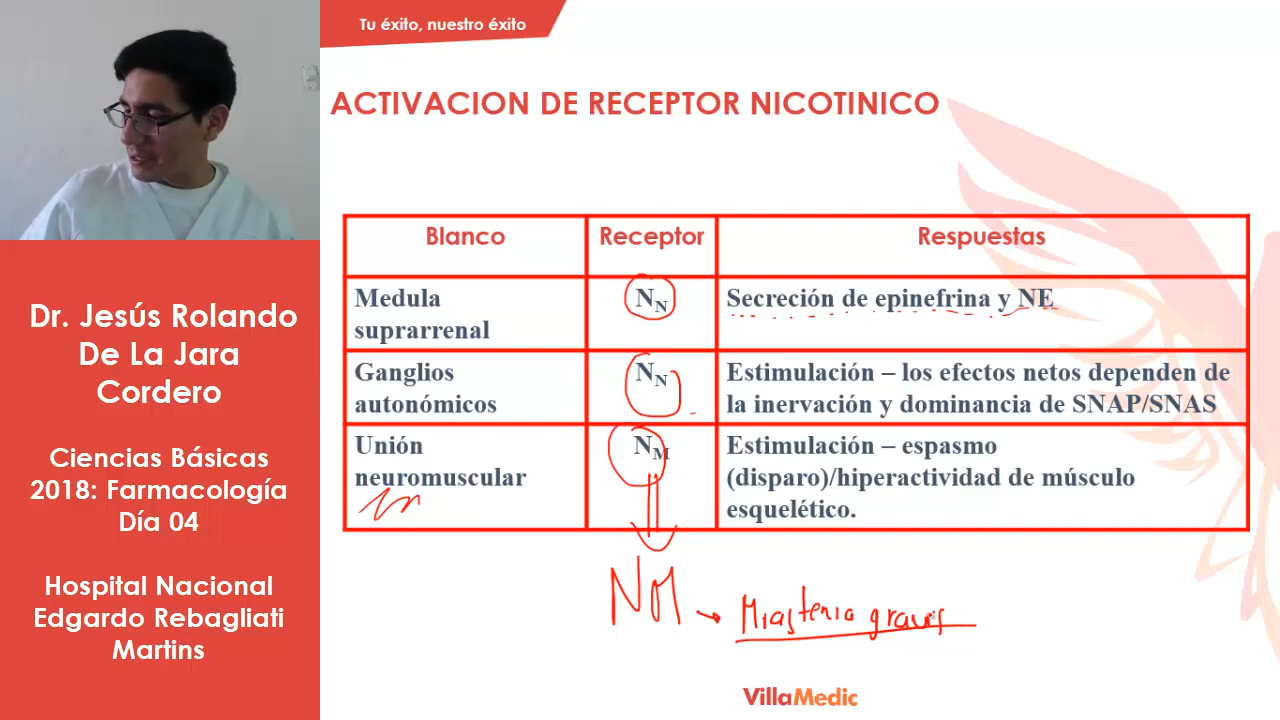 Tu éxito, nuestro éxito
ACTIVACION DE RECEPTOR NICOTINICO
Dr. Jesús Rolando
De La Jara
Cordero
Ciencias Básicas
2018: Farmacología
Día 04
Hospital Nacional
Edgardo Rebagliati
Martins
Blanco Receptor Respuestas
Medula
suprarrenal
NN
Secreción de epinefrina y NE
Ganglios
autonómicos
NN
Estimulación – los efectos netos dependen de
la inervación y dominancia de SNAP/SNAS
Unión
neuromuscular
NM
Estimulación – espasmo
(disparo)/hiperactividad de músculo
esquelético.
NM
Miastenia gravis
VillaMedic